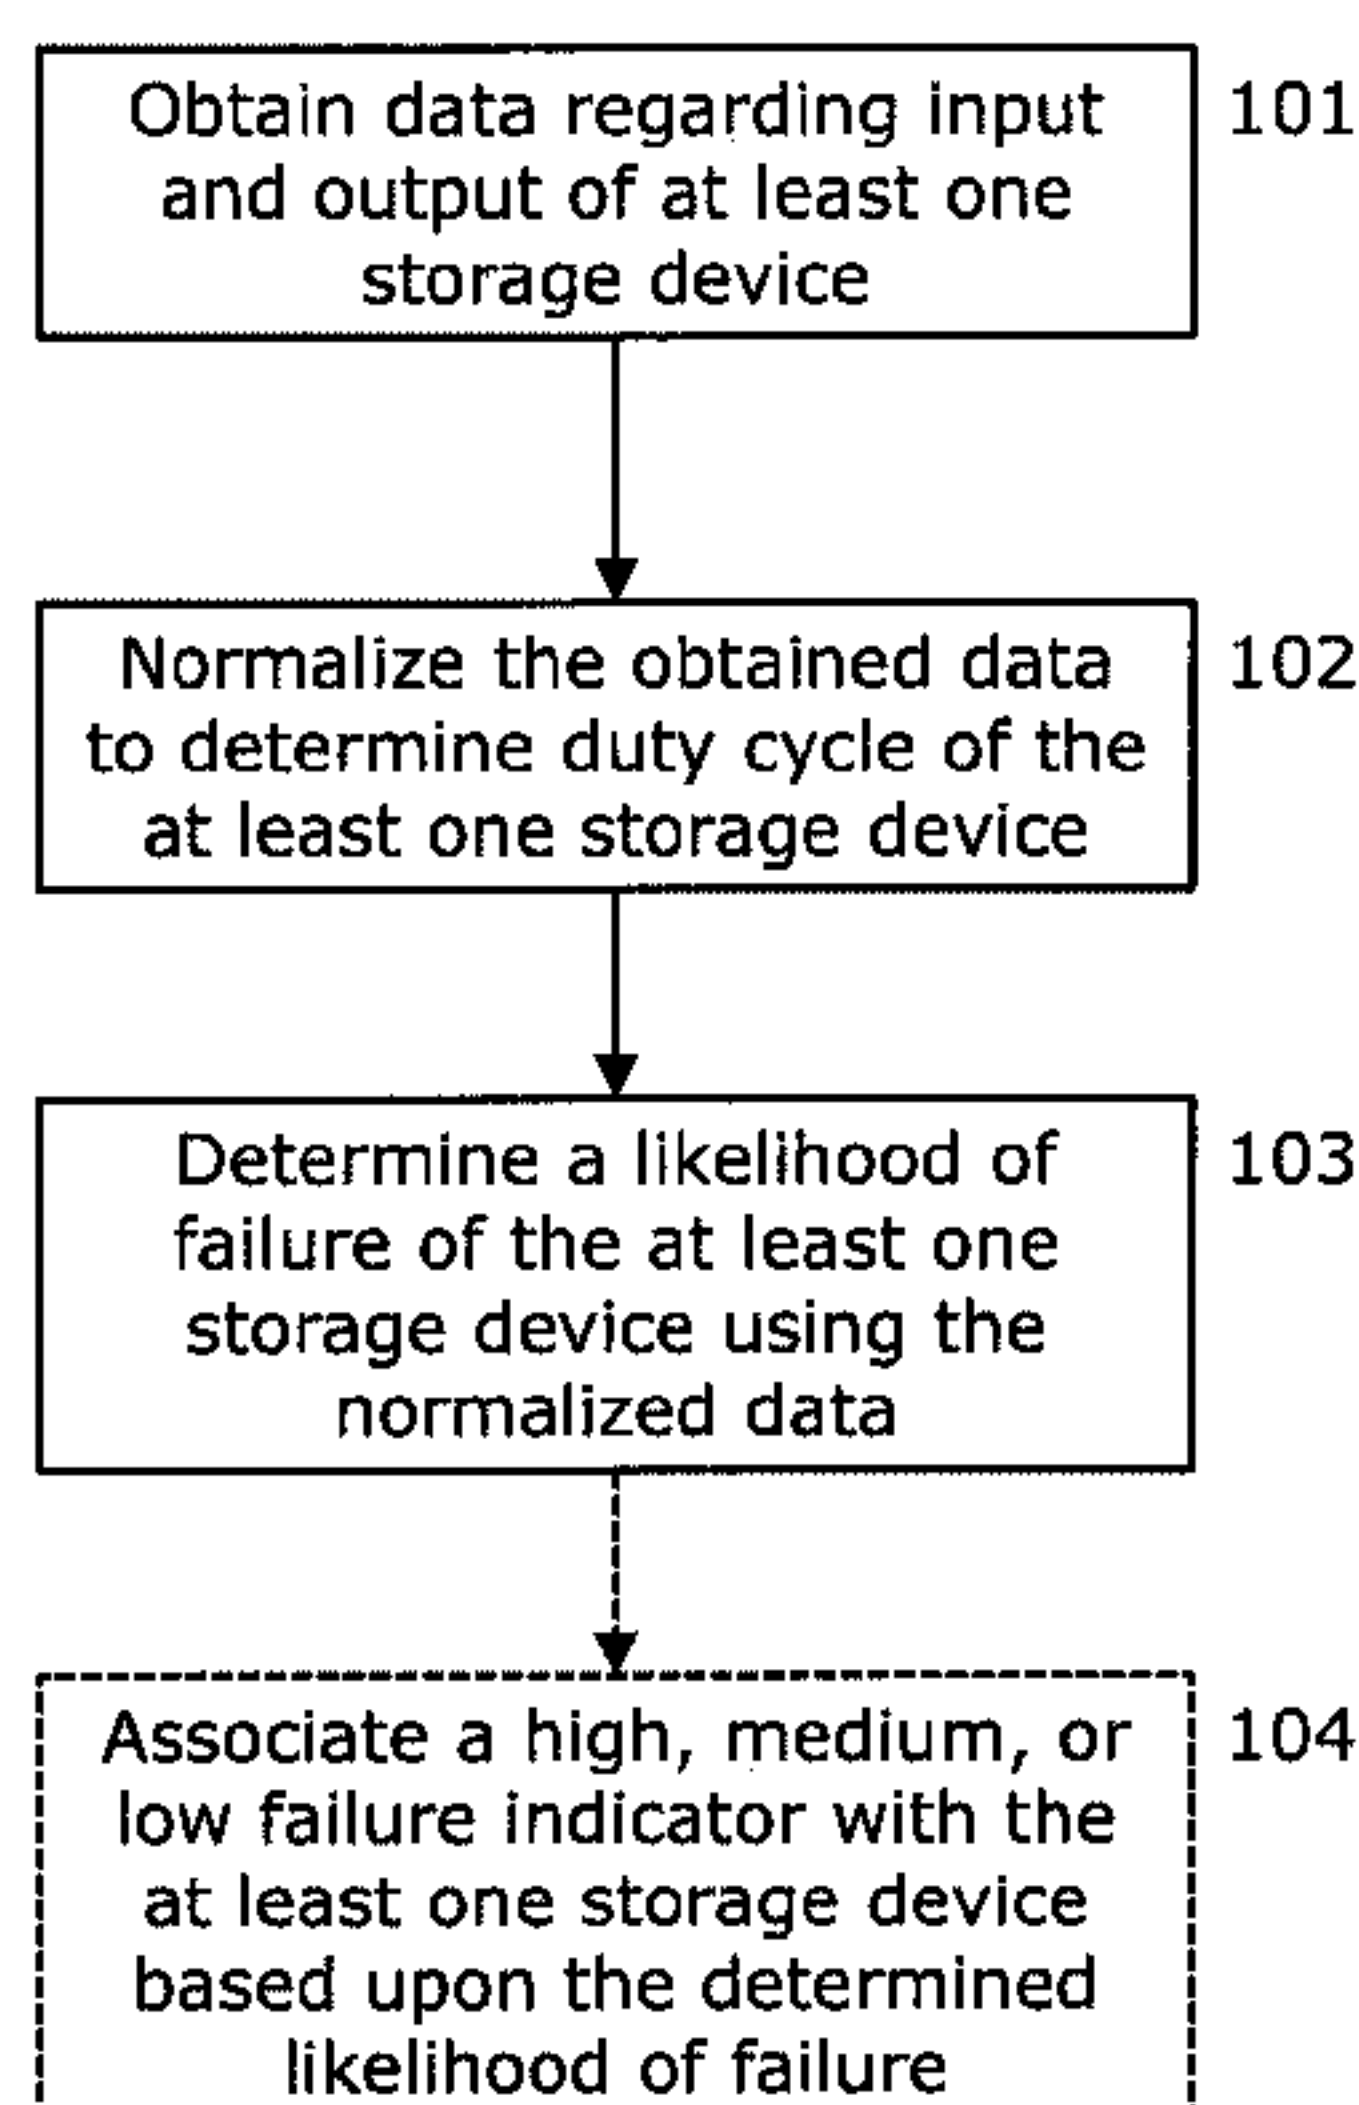 Obtain data regarding input
and output of at least one
storage device
101
Normalize the obtained data
to determine duty cycle of the
at least one storage device
102
Determine a likelihood of
failure of the at least one
storage device using the
normalized data
103
Associate a high, medium, or
low failure indicator with the
at least one storage device
based upon the determined
likelihood of failure
104